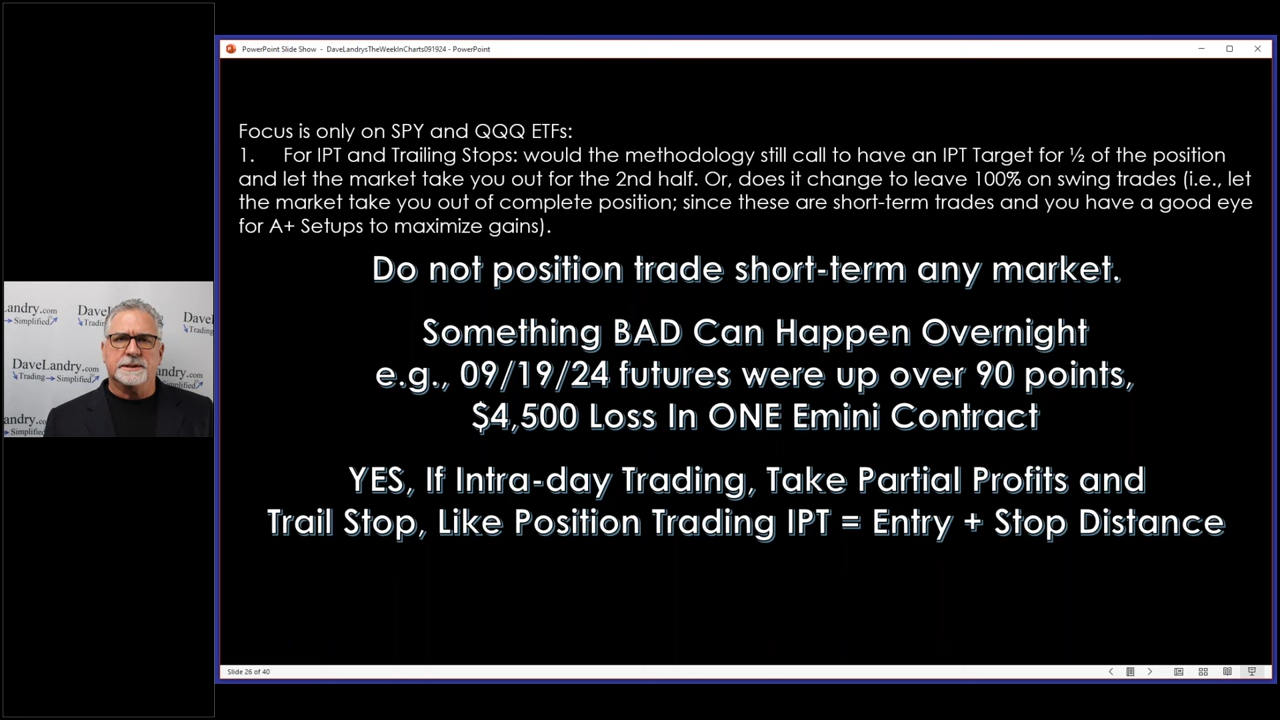 PowerPoint Slide Show - DaveLandrysTheWeekInCharts091924 - PowerPoint
Focus is only on SPY and QQQ ETFs:
1. For IPT and Trailing Stops: would the methodology still call to have an IPT Target for ½ of the position
and let the market take you out for the 2nd half. Or, does it change to leave 100% on swing trades (i.e., let
the market take you out of complete position; since these are short-term trades and you have a good eye
for A+ Setups to maximize gains).
Do not position trade short-term any market.
Something BAD Can Happen Overnight
e.g., 09/19/24 futures were up over 90 points,
$4,500 Loss In ONE Emini Contract
YES, If Intra-day Trading, Take Partial Profits and
Trail Stop, Like Position Trading IPT = Entry + Stop Distance
Landry.com
Simplified
DaveLandry.com
Trading Simplified
Slide 26 of 40